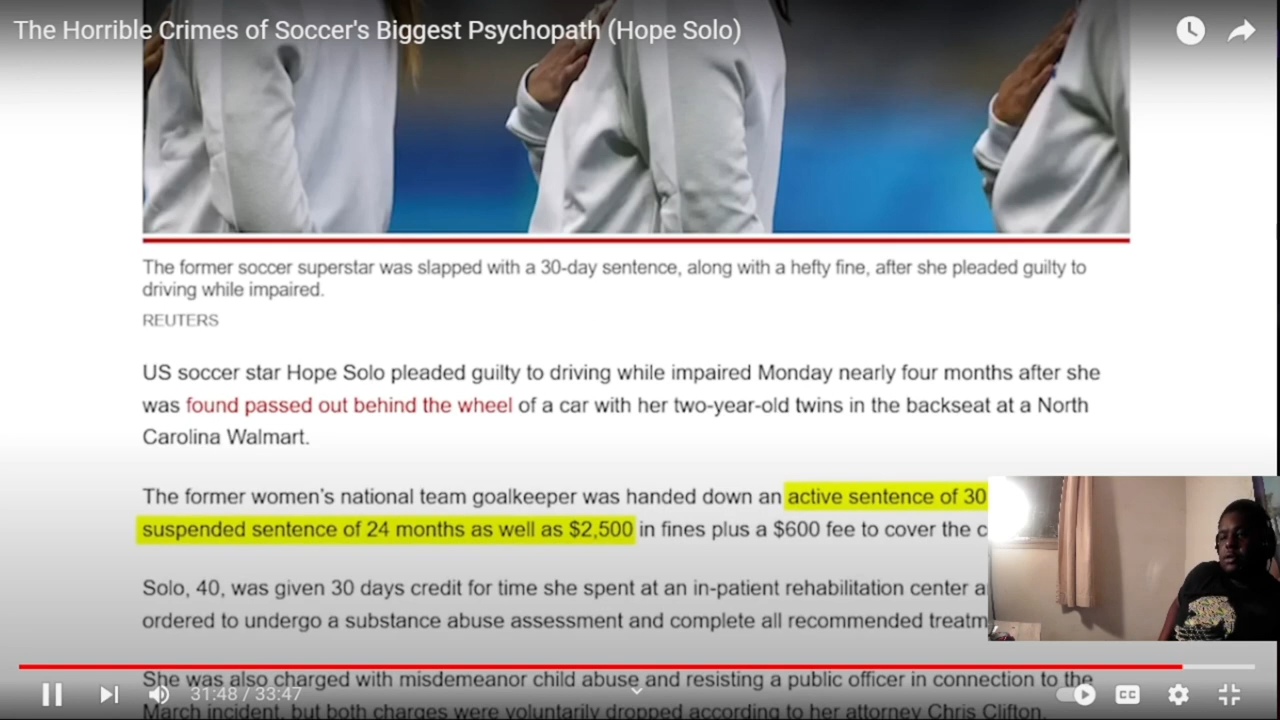 The Horrible Crimes of Soccer's Biggest Psychopath (Hope Solo)
The former soccer superstar was slapped with a 30-day sentence, along with a hefty fine, after she pleaded guilty to
driving while impaired.
REUTERS
US soccer star Hope Solo pleaded guilty to driving while impaired Monday nearly four months after she
was found passed out behind the wheel of a car with her two-year-old twins in the backseat at a North
Carolina Walmart.
The former women's national team goalkeeper was handed down an active sentence of 30
suspended sentence of 24 months as well as $2,500 in fines plus a $600 fee to cover the c
Solo, 40, was given 30 days credit for time she spent at an in-patient rehabilitation center a
ordered to undergo a substance abuse assessment and complete all recommended treatm
She was also charged with misdemeanor child abuse and resisting a public officer in connection to the
31:48 / 33:47
CC
March incident, but both charges were voluntarily dropped according to her attorney Chris Clifton.